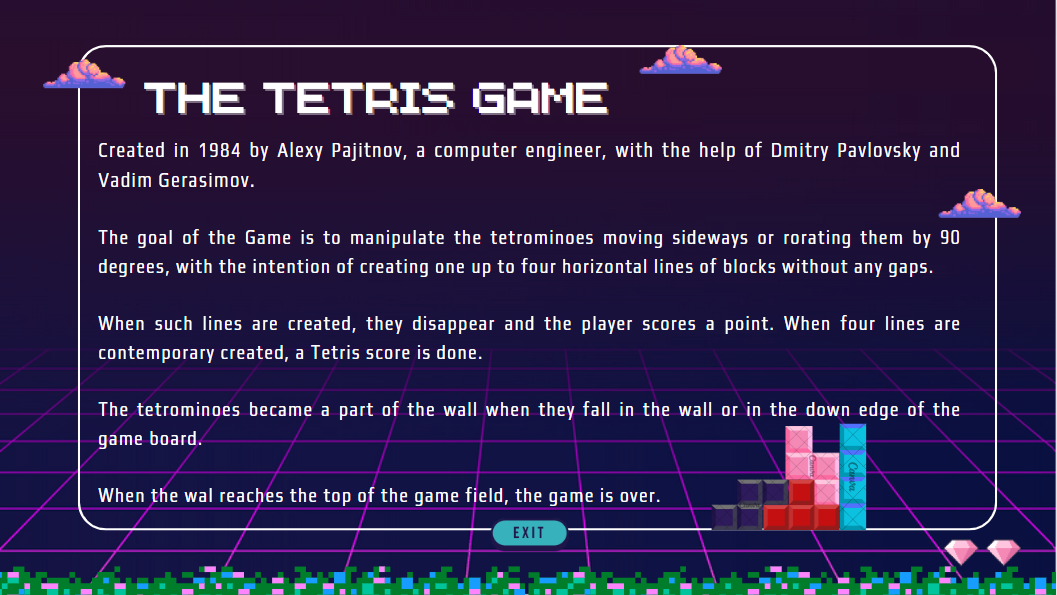 THE TETRIS GAME
Created in 1984 by Alexy Pajitnov, a computer engineer, with the help of Dmitry Pavlovsky and
Vadim Gerasimov.
The goal of the Game is to manipulate the tetrominoes moving sideways or rorating them by 90
degrees, with the intention of creating one up to four horizontal lines of blocks without any gaps.
When such lines are created, they disappear and the player scores a point. When four lines are
contemporary created, a Tetris score is done.
The tetrominoes became a part of the wall when they fall in the wall or in the down edge of the
game board.
When the wal reaches the top of the game field, the game is over.
EXIT